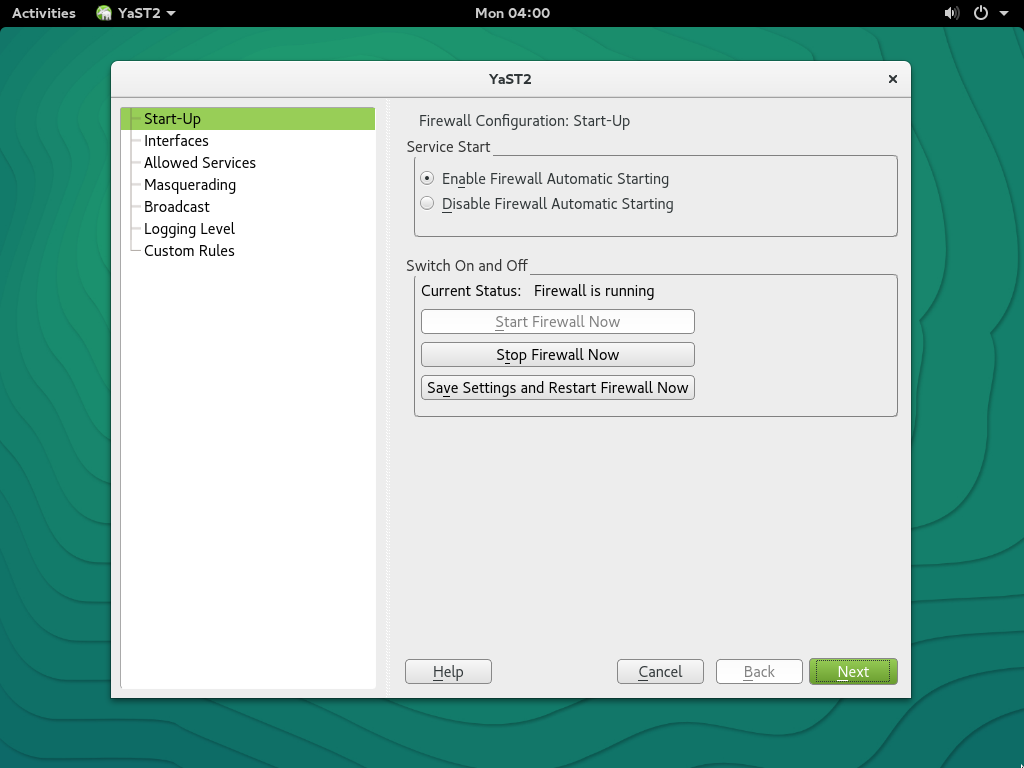 Activities YaST2 Mon 04:00
YaST2
Start-Up
Interfaces
Allowed Services
Masquerading
Broadcast
Logging Level
Custom Rules
Firewall Configuration: Start-Up
Service Start
Enable Firewall Automatic Starting
Disable Firewall Automatic Starting
Switch On and Off
Current Status: Firewall is running
Start Firewall Now
Stop Firewall Now
Save Settings and Restart Firewall Now
Help Cancel Back Next